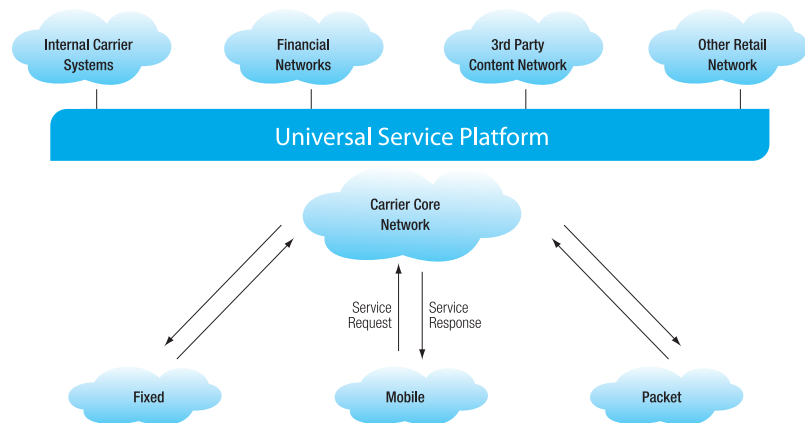 Internal Carrier
Systems
Financial
Networks
3rd Party
Content Network
Other Retail
Network
Universal Service Platform
Carrier Core
Network
Service
Request
Service
Response
Fixed
Mobile
Packet